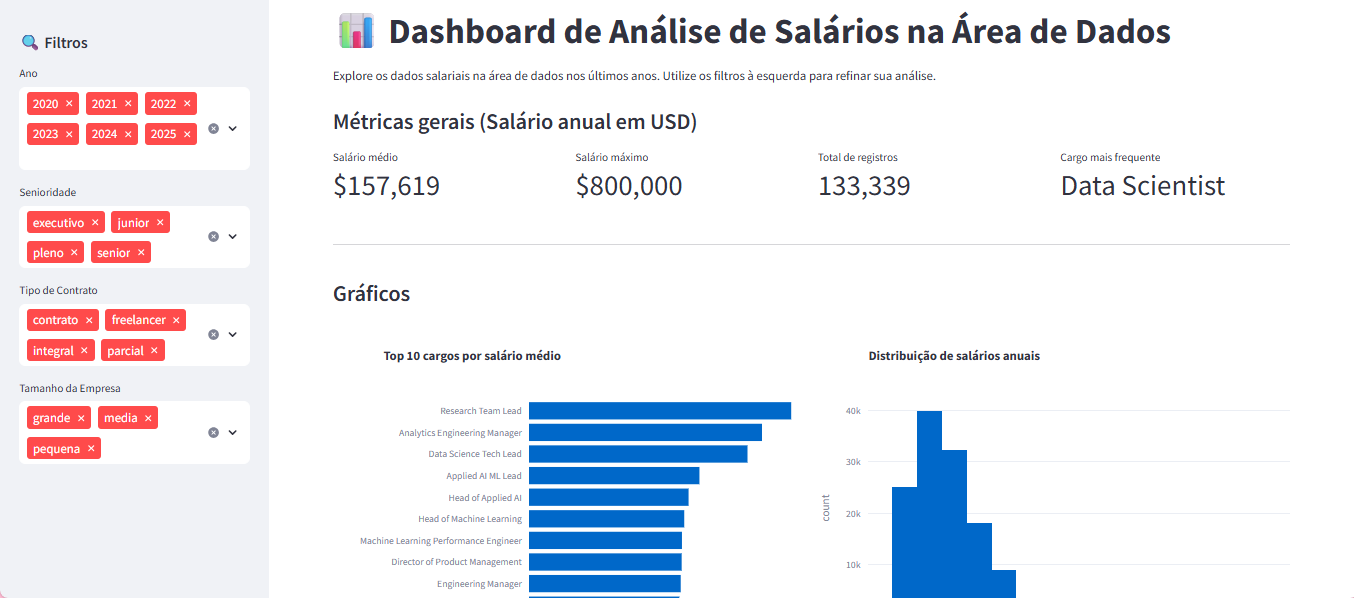 Filtros
Ano
2020 × 2021 × 2022 ×
2023 × 2024 × 2025 ×
Senioridade
executivo × junior ×
pleno × senior ×
Tipo de Contrato
contrato × freelancer ×
integral × parcial ×
Tamanho da Empresa
grande × media ×
pequena ×
Dashboard de Análise de Salários na Área de Dados
Explore os dados salariais na área de dados nos últimos anos. Utilize os filtros à esquerda para refinar sua análise.
Métricas gerais (Salário anual em USD)
Salário médio
$157,619
Salário máximo
$800,000
Total de registros
133,339
Cargo mais frequente
Data Scientist
Gráficos
Top 10 cargos por salário médio
Research Team Lead
Analytics Engineering Manager
Data Science Tech Lead
Applied AI ML Lead
Head of Applied AI
Head of Machine Learning
Machine Learning Performance Engineer
Director of Product Management
Engineering Manager
Distribuição de salários anuais
40k
30k
20k
10k
count